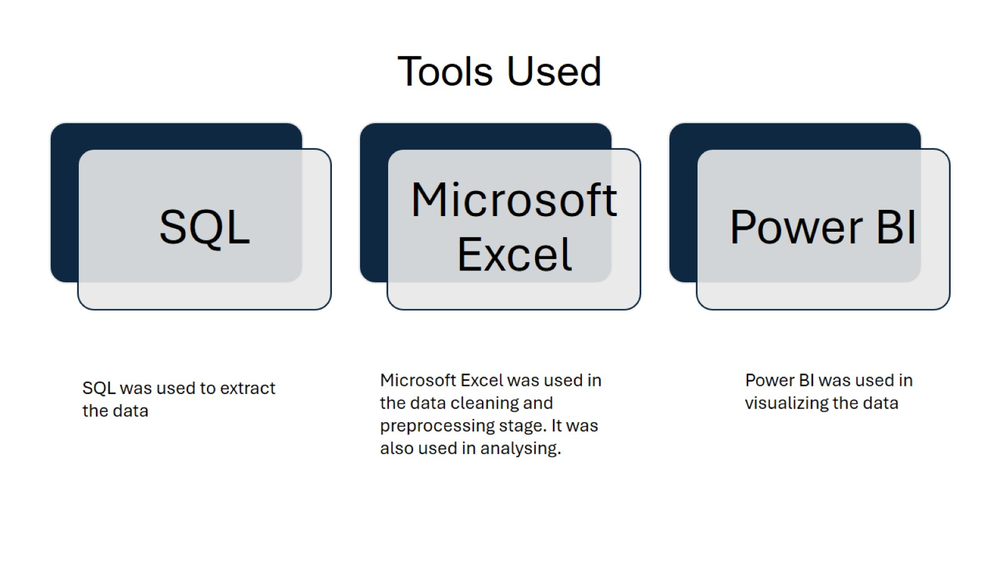 Tools Used
SQL
Microsoft
Excel
Power BI
SQL was used to extract
the data
Microsoft Excel was used in
the data cleaning and
preprocessing stage. It was
also used in analysing.
Power BI was used in
visualizing the data